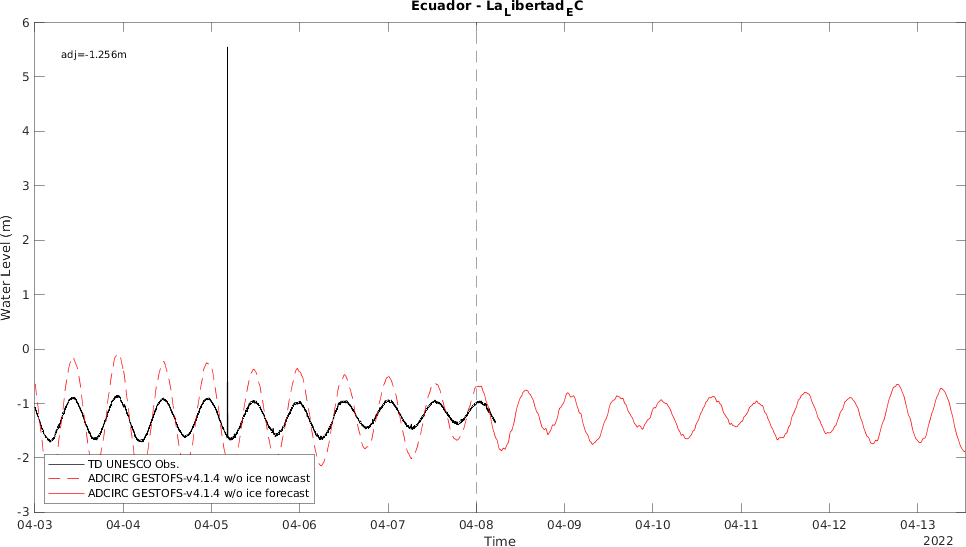 Ecuador - La_Libertad_EC
adj=-1.256m
6
5
4
3
2
1
0
-1
-2
-3
Water Level (m)
TD UNESCO Obs.
ADCIRC GESTOFS-v4.1.4 w/o ice nowcast
ADCIRC GESTOFS-v4.1.4 w/o ice forecast
04-03 04-04 04-05 04-06 04-07 04-08 04-09 04-10 04-11 04-12 04-13
Time
2022